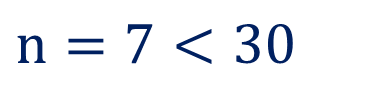 n = 7 < 30